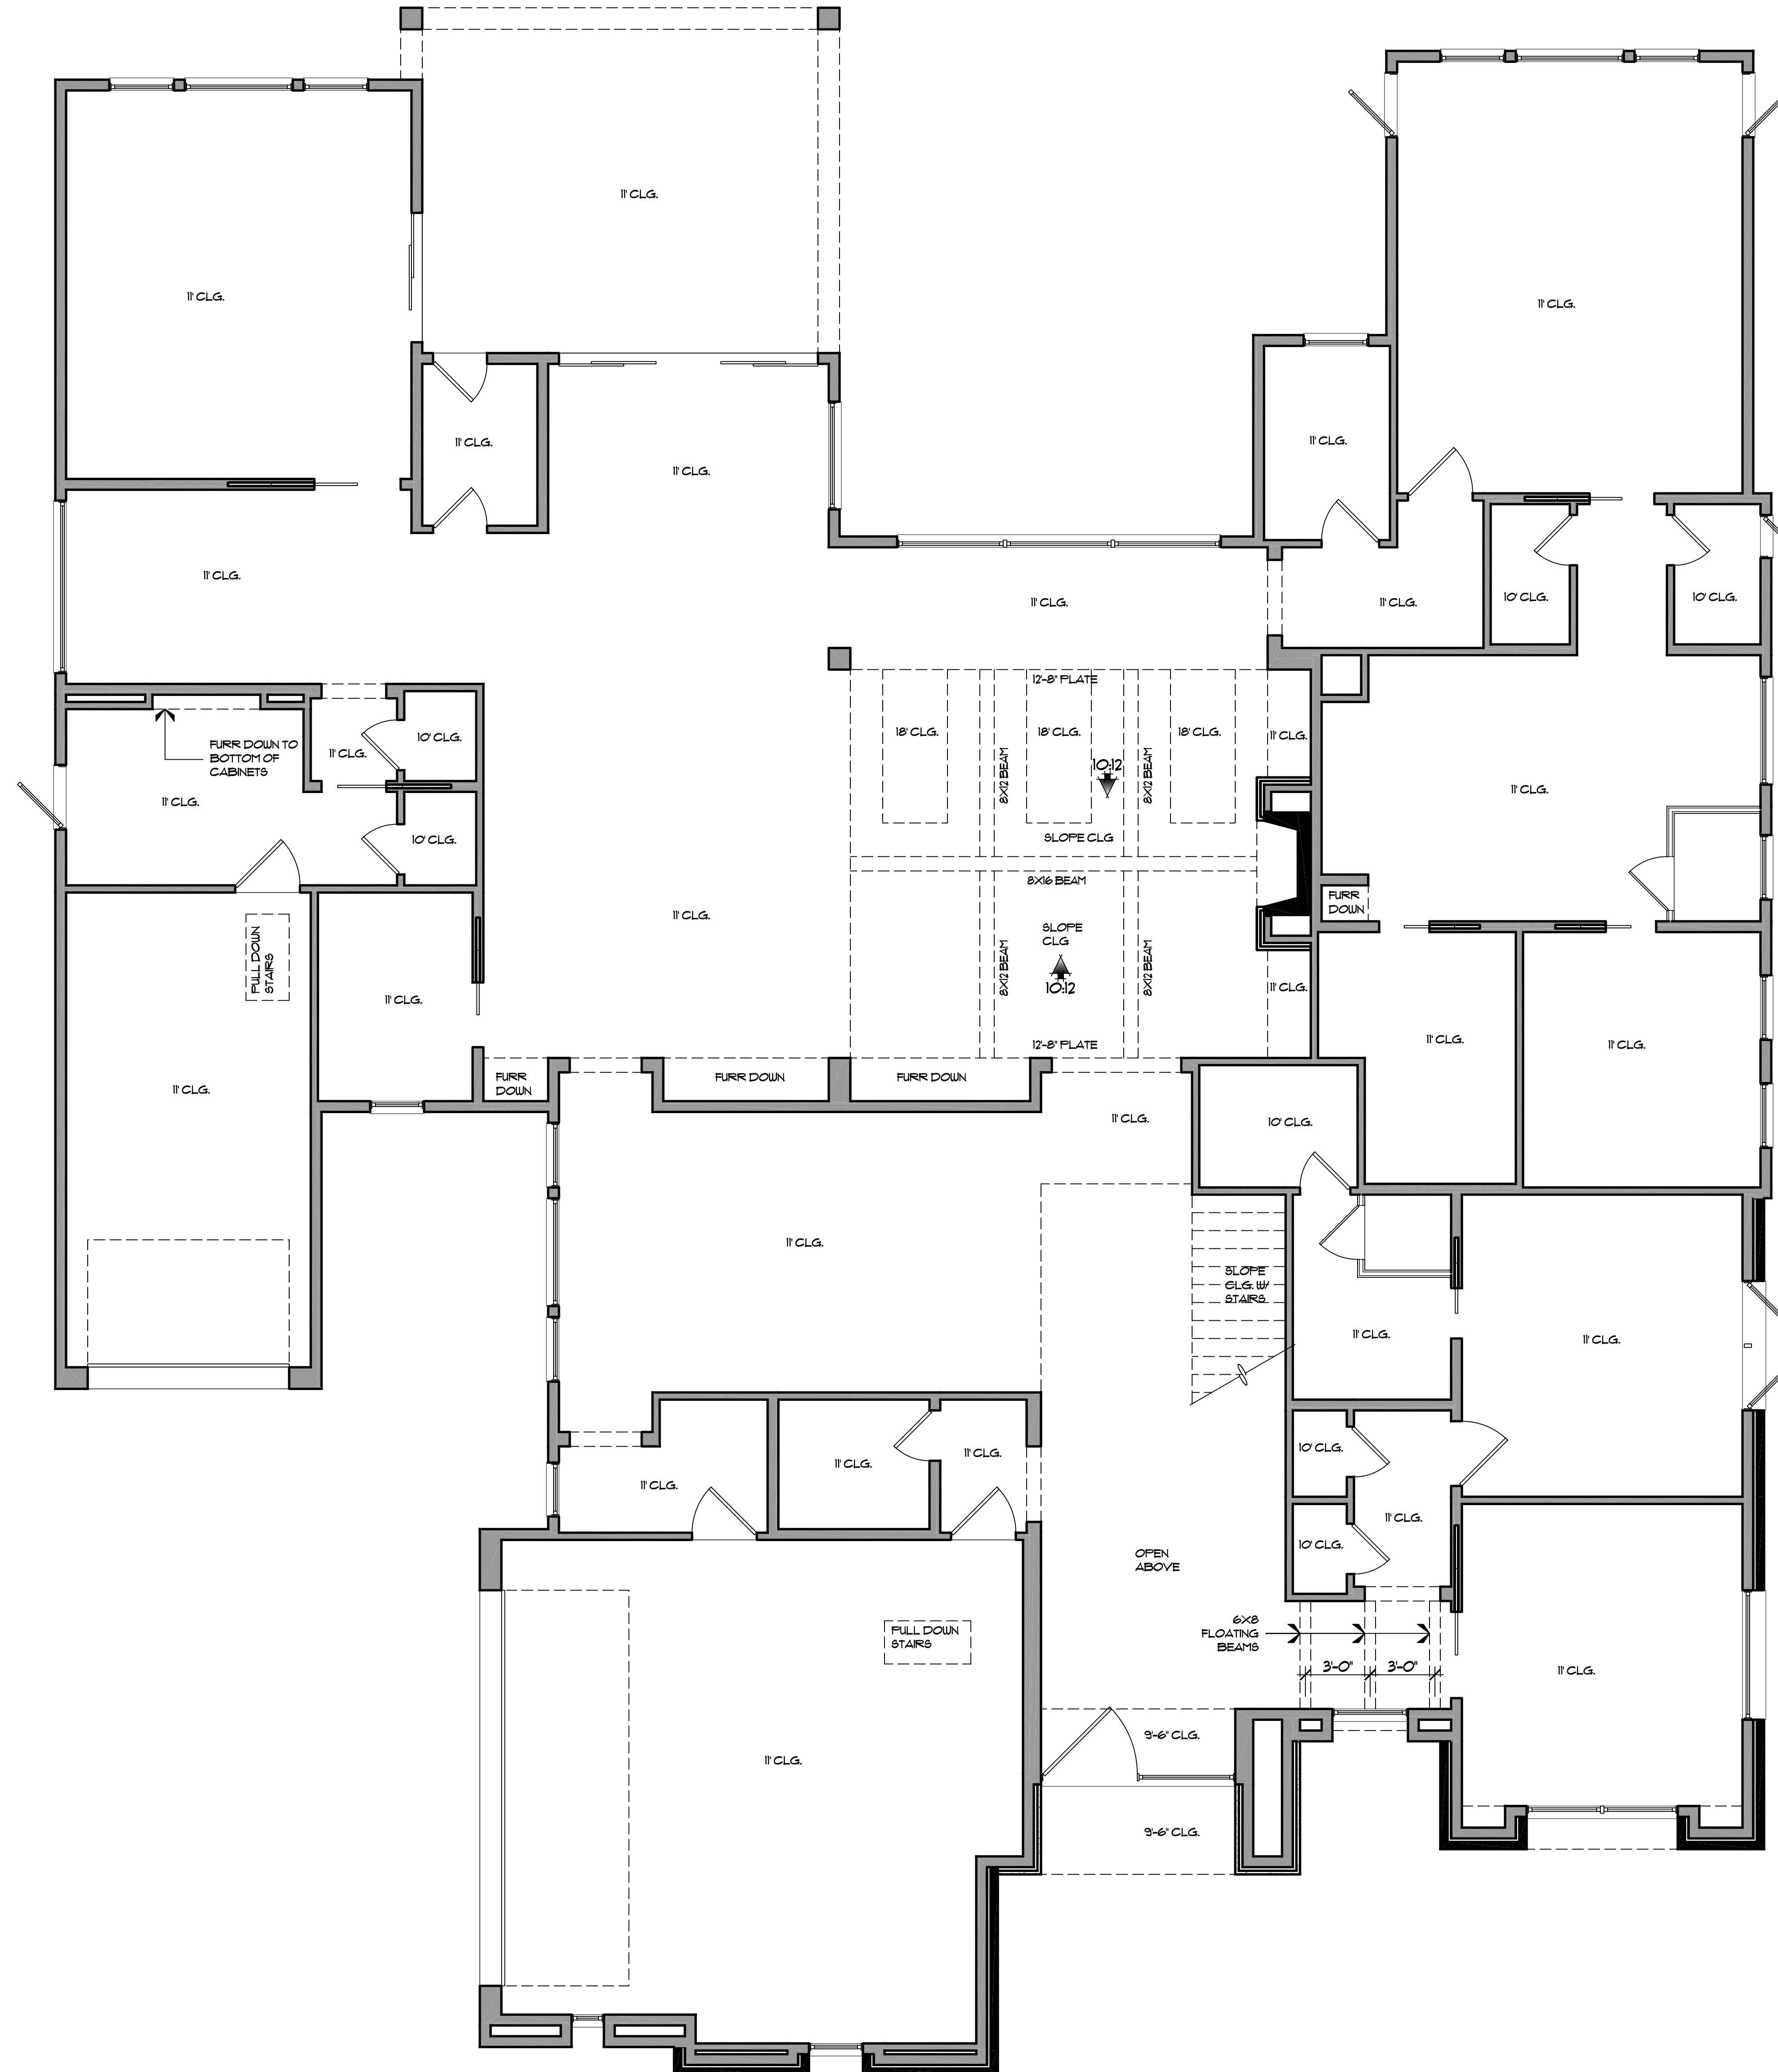 11' CLG.
11' CLG.
11' CLG.
11' CLG.
11' CLG.
11' CLG.
11' CLG.
11' CLG.
11' CLG.
10' CLG.
10' CLG.
11' CLG.
12'-8" PLATE
18' CLG.
18' CLG.
18' CLG.
11' CLG.
8X12 BEAM
8X12 BEAM
10:12
SLOPE CLG
8X16 BEAM
FURR DOWN TO
BOTTOM OF
CABINETS
11' CLG.
10' CLG.
11' CLG.
10' CLG.
11' CLG.
FURR
DOWN
11' CLG.
SLOPE
CLG
10:12
8X12 BEAM
8X12 BEAM
11' CLG.
12'-8" PLATE
PULL DOWN
STAIRS
11' CLG.
11' CLG.
11' CLG.
11' CLG.
FURR
DOWN
FURR DOWN
FURR DOWN
11' CLG.
10' CLG.
11' CLG.
SLOPE
CLG. W/
STAIRS
11' CLG.
11' CLG.
11' CLG.
11' CLG.
11' CLG.
10' CLG.
11' CLG.
10' CLG.
OPEN
ABOVE
PULL DOWN
STAIRS
6X8
FLOATING
BEAMS
3'-0"
3'-0"
11' CLG.
11' CLG.
9'-6" CLG.
9'-6" CLG.